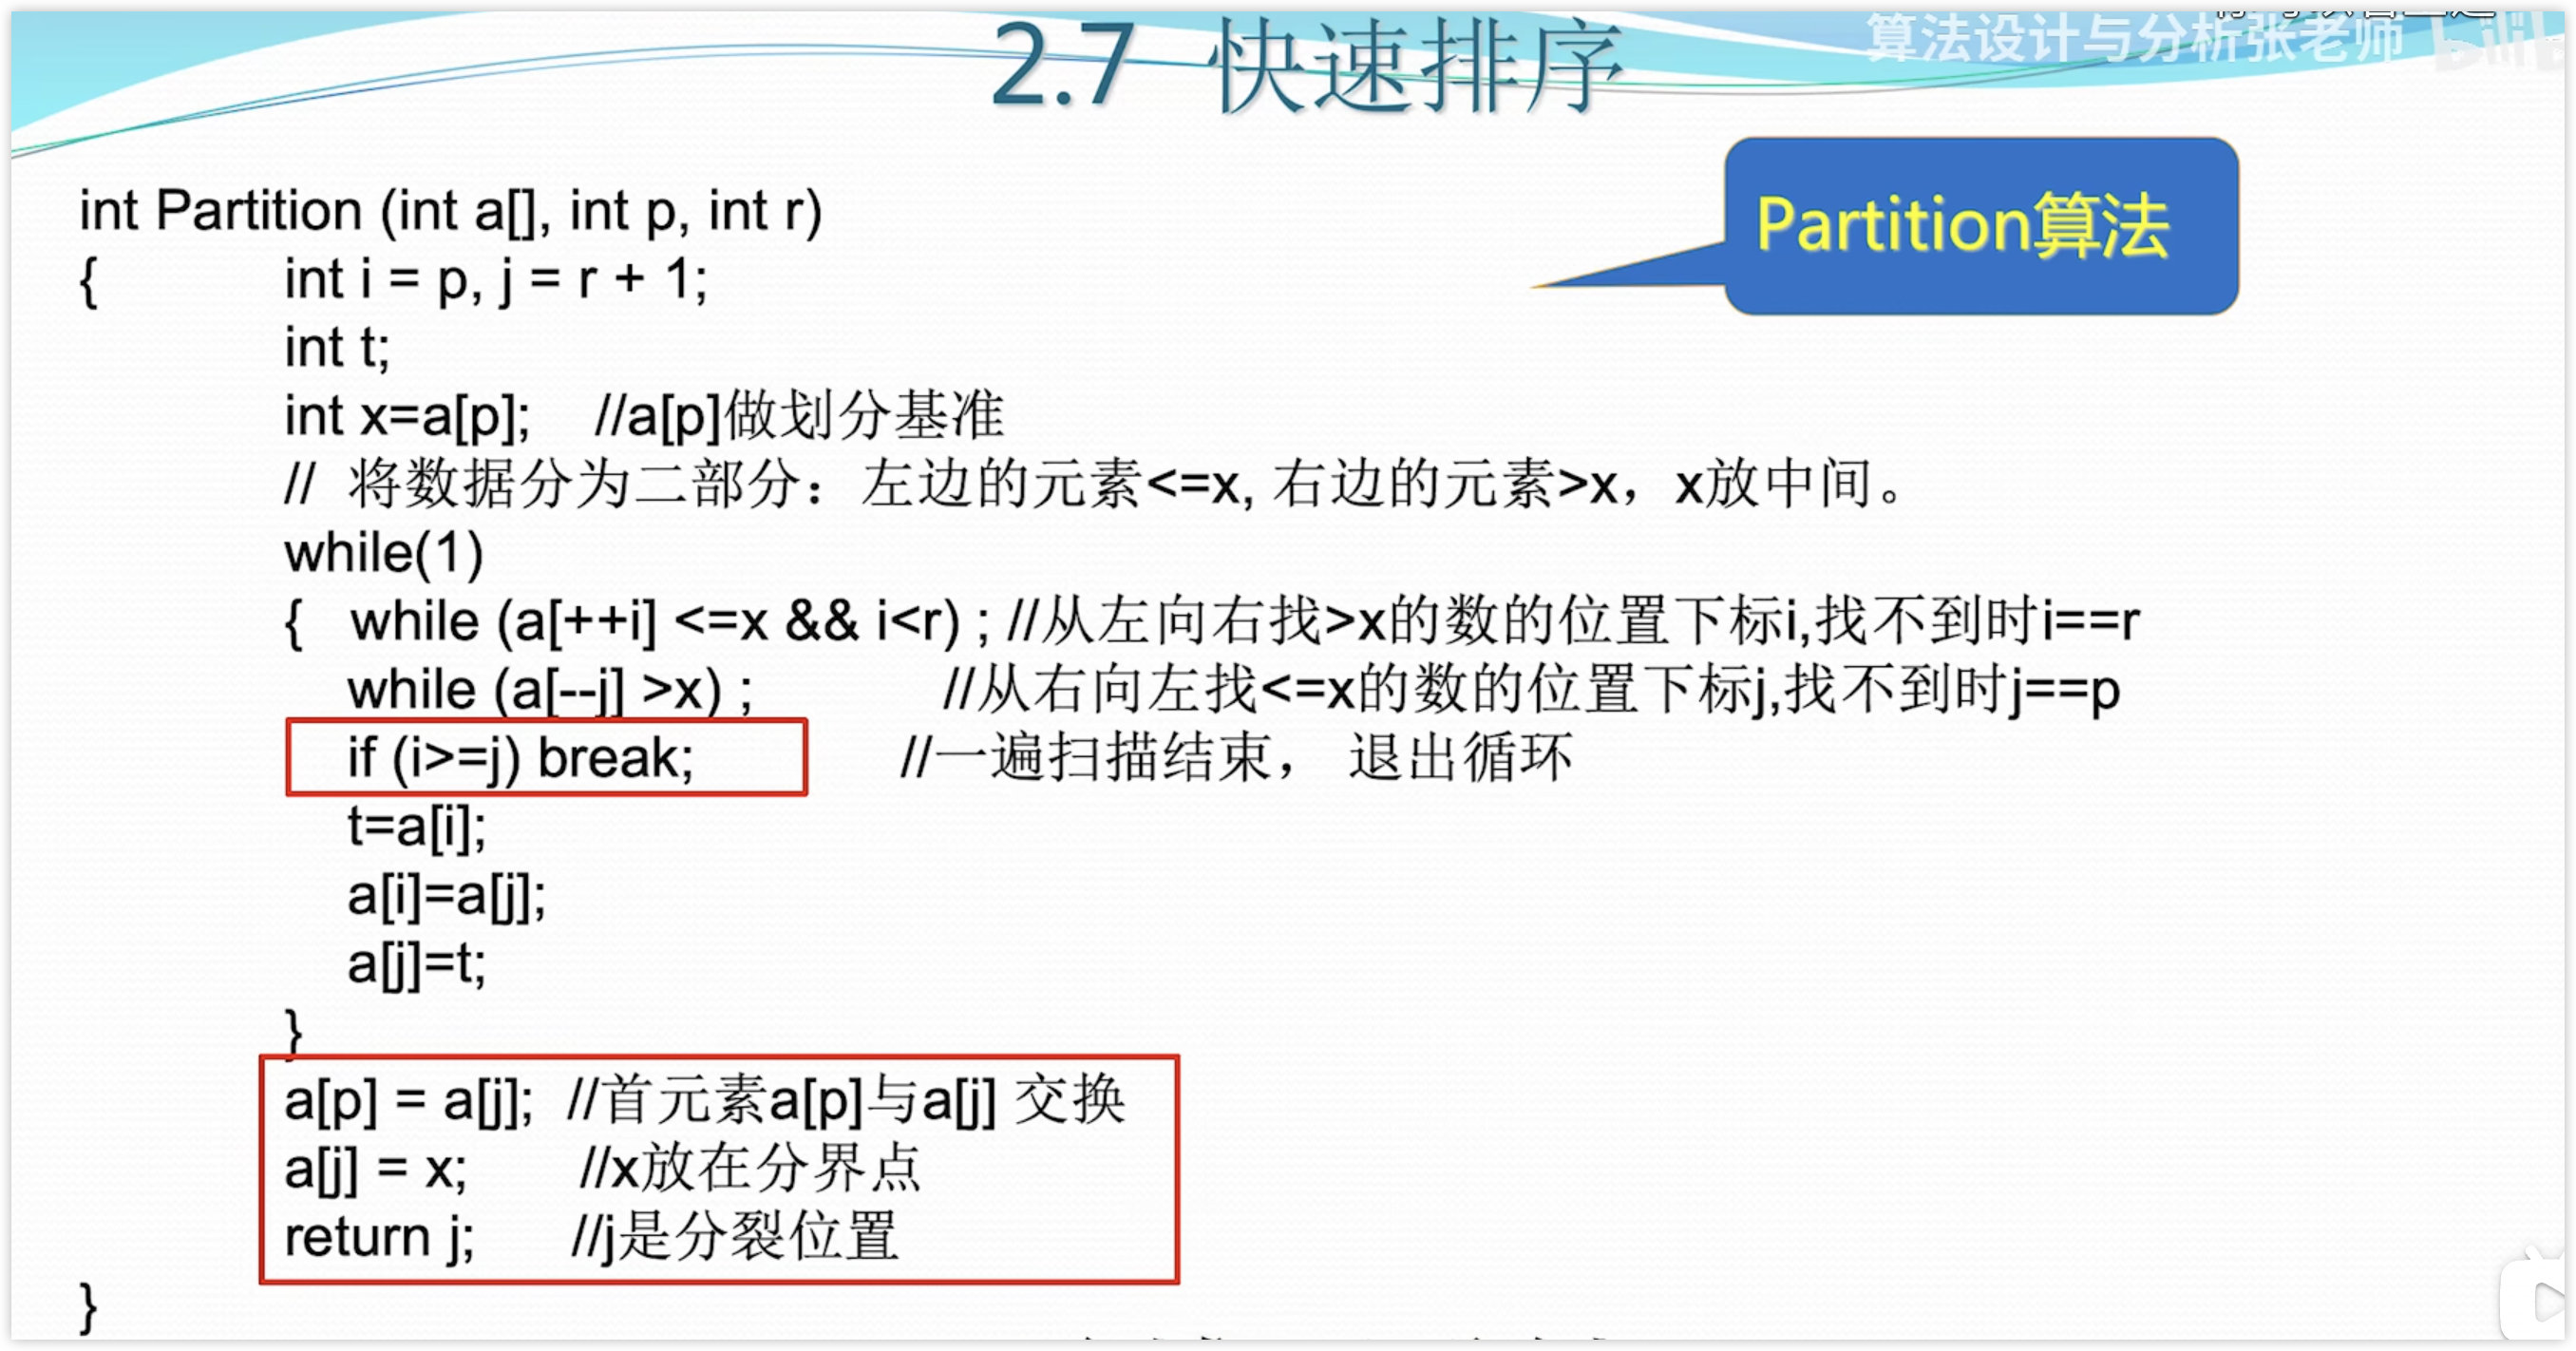 算法设计与分析张老师
2.7 快速排序
Partition算法
int Partition (int a[], int p, int r)
{ int i = p, j = r + 1;
int t;
int x=a[p]; //a[p]做划分基准
// 将数据分为二部分：左边的元素<=x, 右边的元素>x，x放中间。
while(1)
{ while (a[++i] <=x && i<r) ; //从左向右找>x的数的位置下标i,找不到时i==r
while (a[--j] >x) ; //从右向左找<=x的数的位置下标j,找不到时j==p
if (i>=j) break; //一遍扫描结束， 退出循环
t=a[i];
a[i]=a[j];
a[j]=t;
}
a[p] = a[j]; //首元素a[p]与a[j] 交换
a[j] = x; //x放在分界点
return j; //j是分裂位置
}